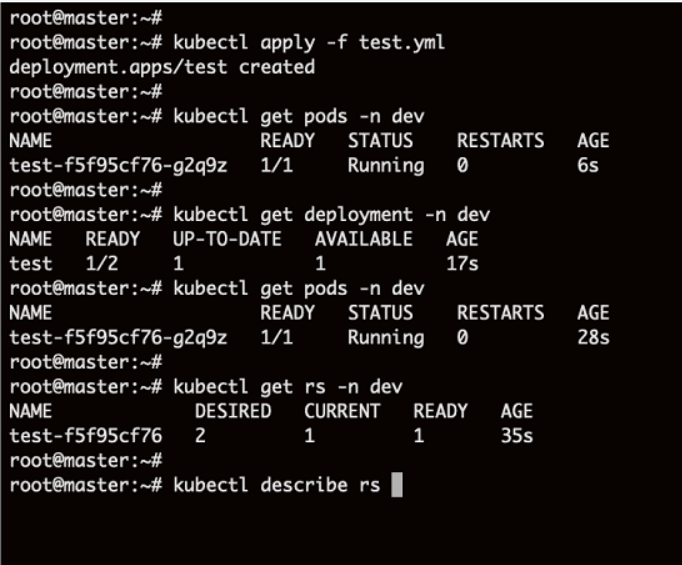 root@master:~#
root@master:~# kubectl apply -f test.yml
deployment.apps/test created
root@master:~#
root@master:~# kubectl get pods -n dev
NAME                   READY   STATUS    RESTARTS   AGE
test-f5f95cf76-g2q9z   1/1     Running   0          6s
root@master:~#
root@master:~# kubectl get deployment -n dev
NAME   READY   UP-TO-DATE   AVAILABLE   AGE
test   1/2     1            1           17s
root@master:~# kubectl get pods -n dev
NAME                   READY   STATUS    RESTARTS   AGE
test-f5f95cf76-g2q9z   1/1     Running   0          28s
root@master:~#
root@master:~# kubectl get rs -n dev
NAME             DESIRED   CURRENT   READY   AGE
test-f5f95cf76   2         1         1       35s
root@master:~#
root@master:~# kubectl describe rs